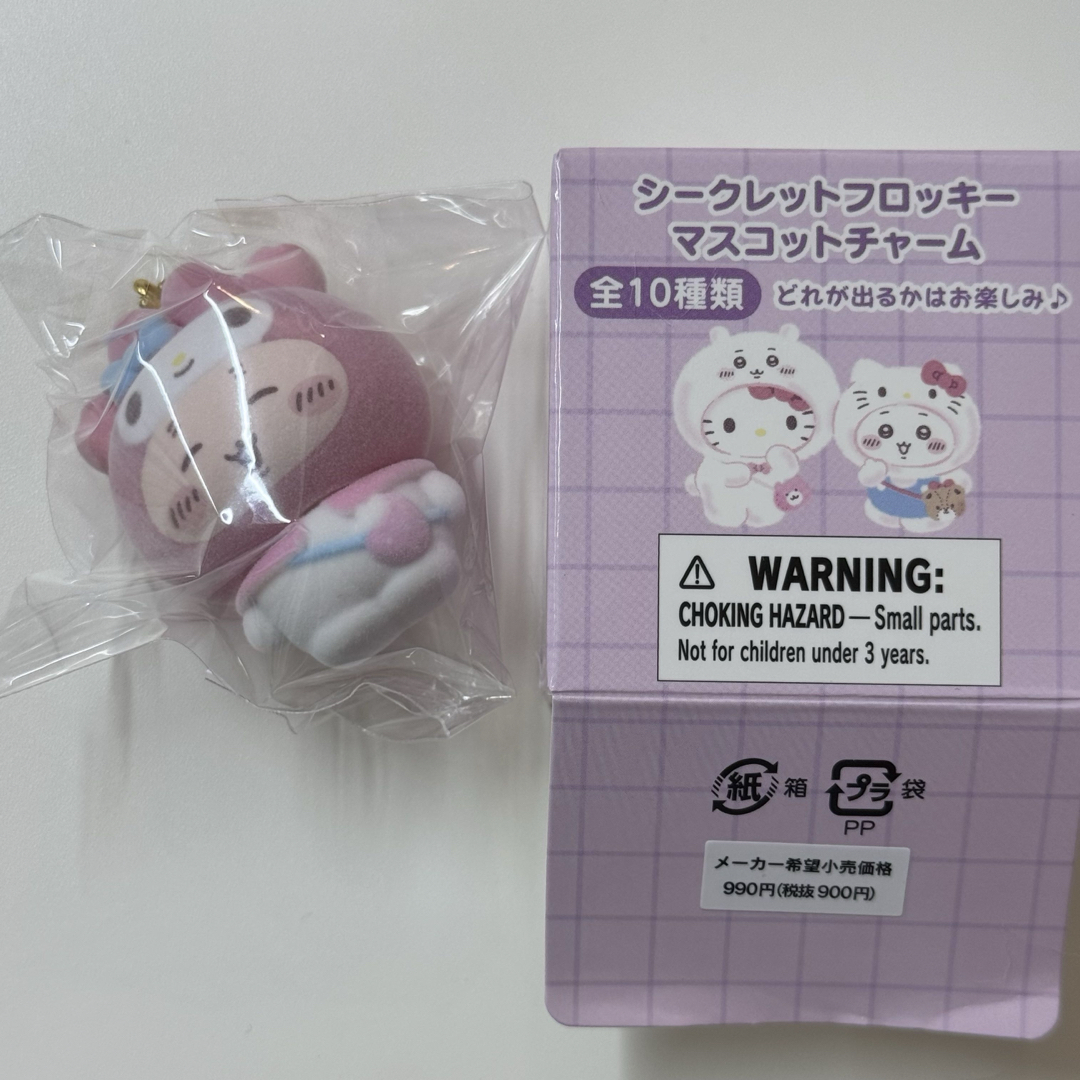 シークレットフロッキー
マスコットチャーム
全10種類 どれが出るかはお楽しみ♪
WARNING:
CHOKING HAZARD — Small parts.
Not for children under 3 years.
紙 箱 プラ 袋
PP
メーカー希望小売価格
990円(税抜900円)